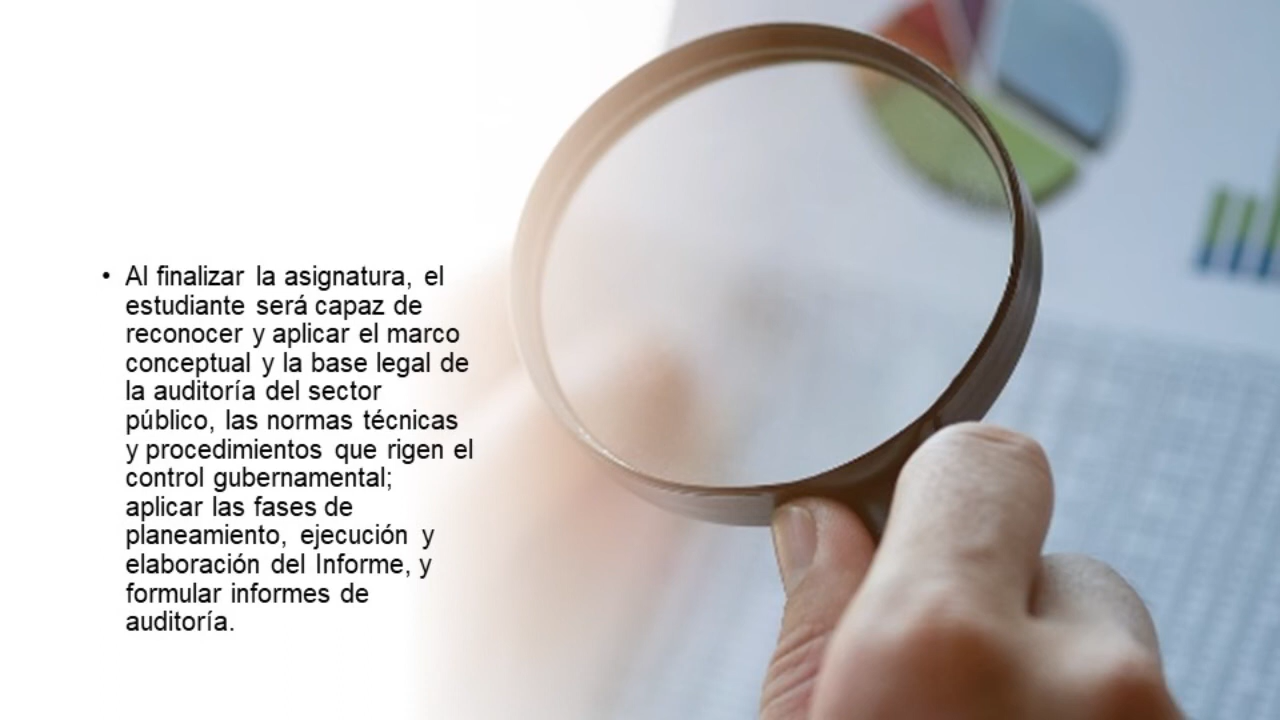 • Al finalizar la asignatura, el
estudiante será capaz de
reconocer y aplicar el marco
conceptual y la base legal de
la auditoría del sector
público, las normas técnicas
y procedimientos que rigen el
control gubernamental;
aplicar las fases de
planeamiento, ejecución y
elaboración del Informe, y
formular informes de
auditoría.